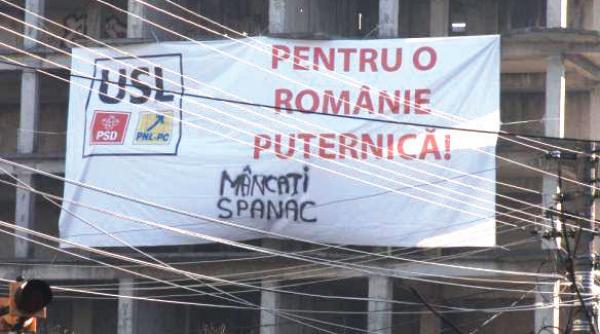 USL
PSD
PNL-PC
PENTRU O
ROMÂNIE
PUTERNICĂ!
MÂNCAȚI
SPANAC